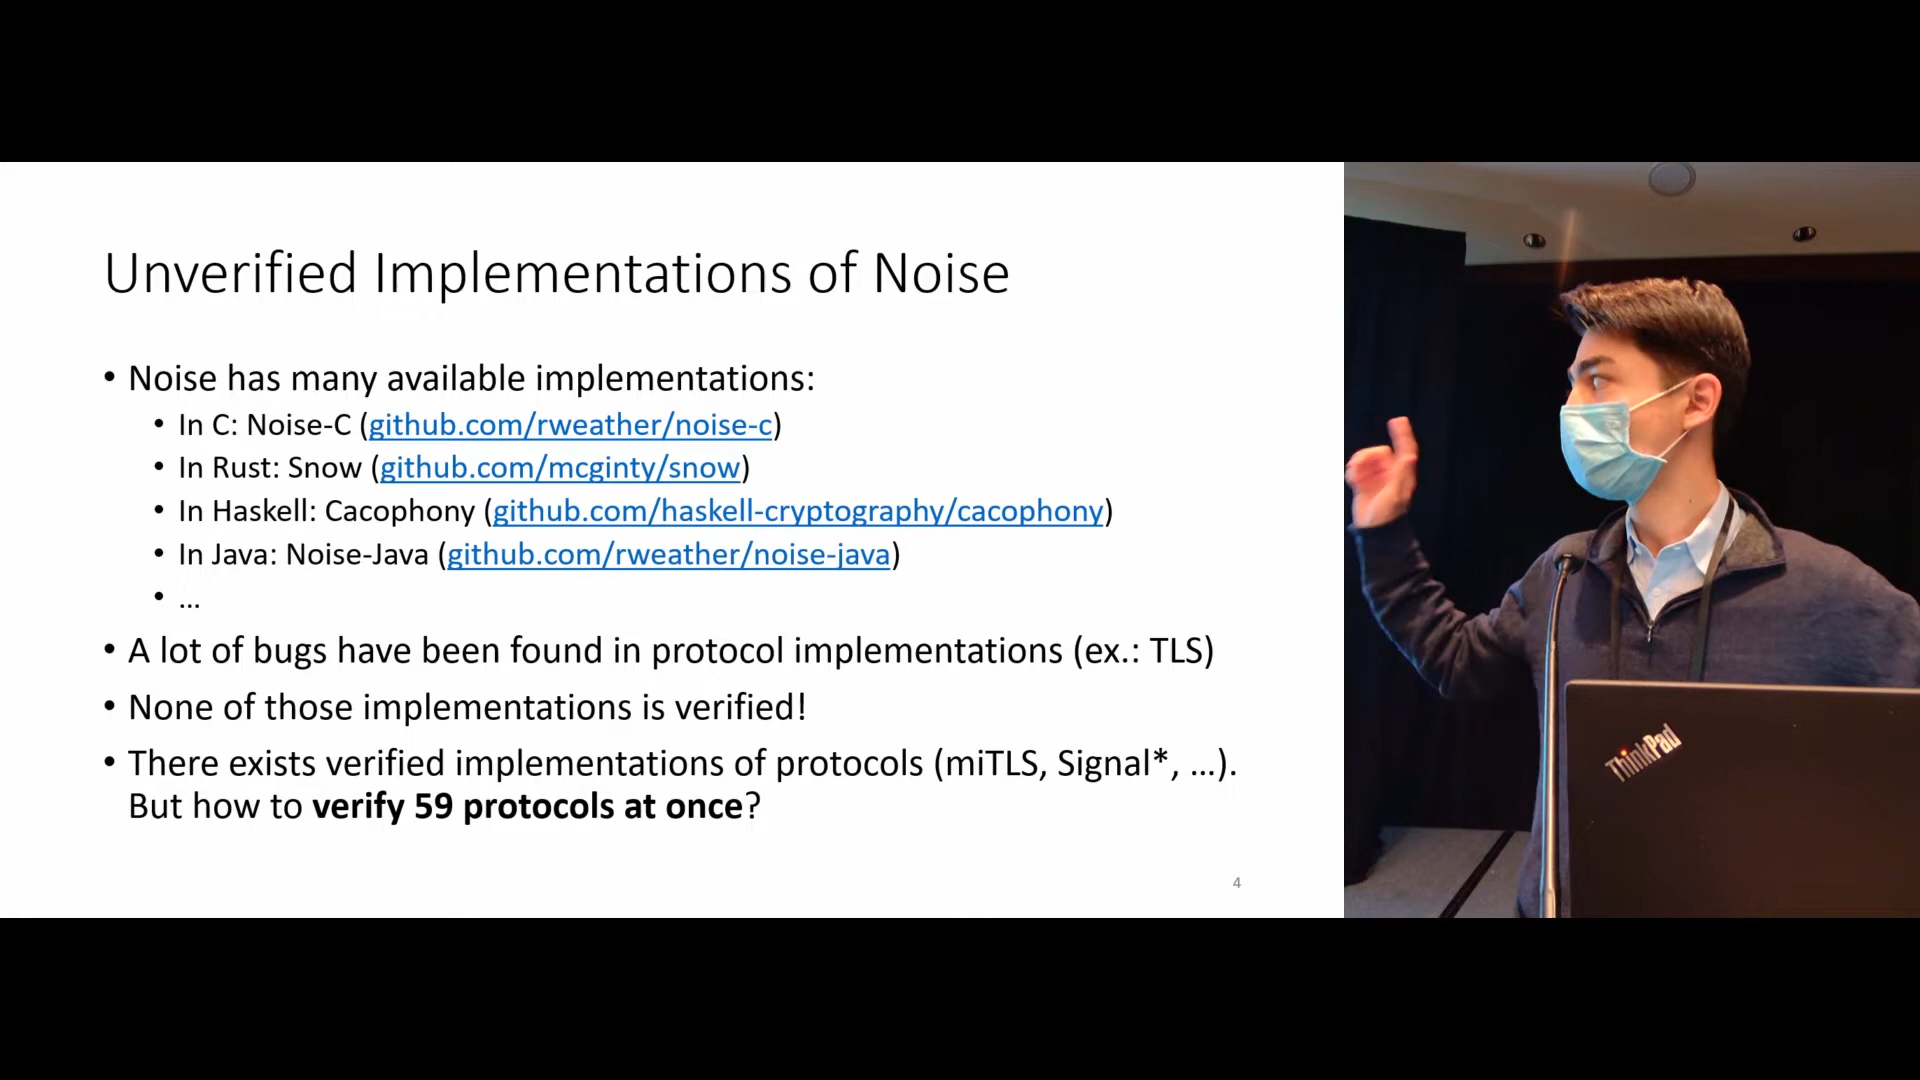 Unverified Implementations of Noise
• Noise has many available implementations:
• In C: Noise-C (github.com/rweather/noise-c)
• In Rust: Snow (github.com/mcginty/snow)
• In Haskell: Cacophony (github.com/haskell-cryptography/cacophony)
• In Java: Noise-Java (github.com/rweather/noise-java)
• ...
• A lot of bugs have been found in protocol implementations (ex.: TLS)
• None of those implementations is verified!
• There exists verified implementations of protocols (miTLS, Signal*, ...).
But how to verify 59 protocols at once?
4
ThinkPad